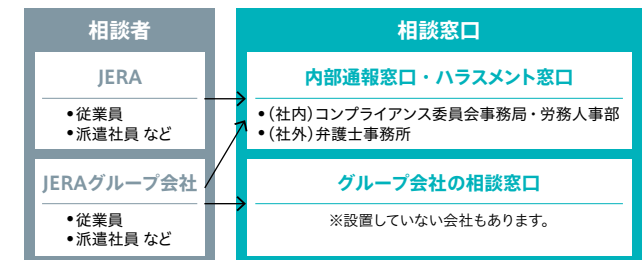 相談者
JERA
•従業員
•派遣社員 など
JERAグループ会社
•従業員
•派遣社員 など
相談窓口
内部通報窓口・ハラスメント窓口
•（社内）コンプライアンス委員会事務局・労務人事部
•（社外）弁護士事務所
グループ会社の相談窓口
※設置していない会社もあります。